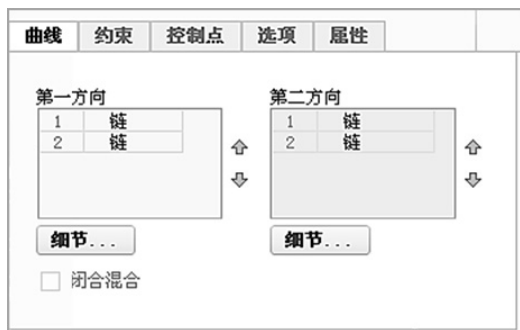 曲线 约束 控制点 选项 属性
第一方向 第二方向
1 链 1 链
2 链 2 链
细节... 细节...
闭合混合